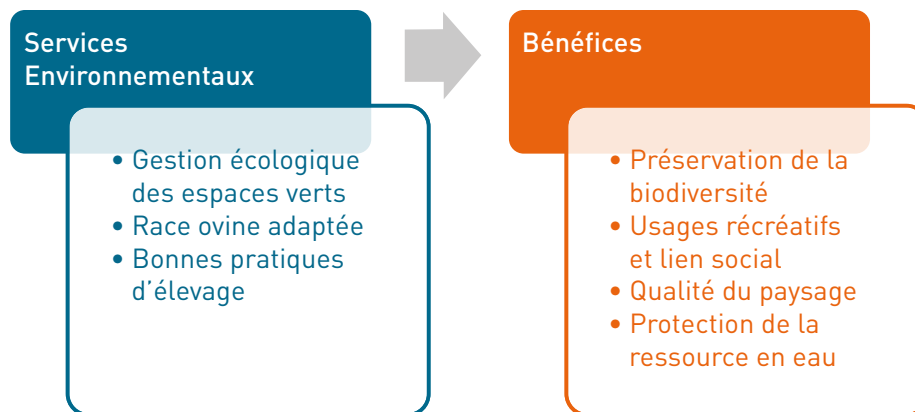 Services
Environnementaux
• Gestion écologique
des espaces verts
• Race ovine adaptée
• Bonnes pratiques
d’élevage
Bénéfices
• Préservation de la
biodiversité
• Usages récréatifs
et lien social
• Qualité du paysage
• Protection de la
ressource en eau